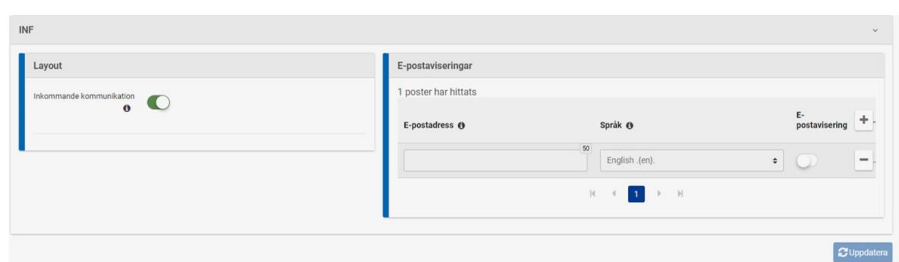 INF
Layout
Inkommande kommunikation
E-postaviseringar
1 poster har hittats
E-postadress
Språk
E-
postavisering
50
English .(en).
1
Uppdatera